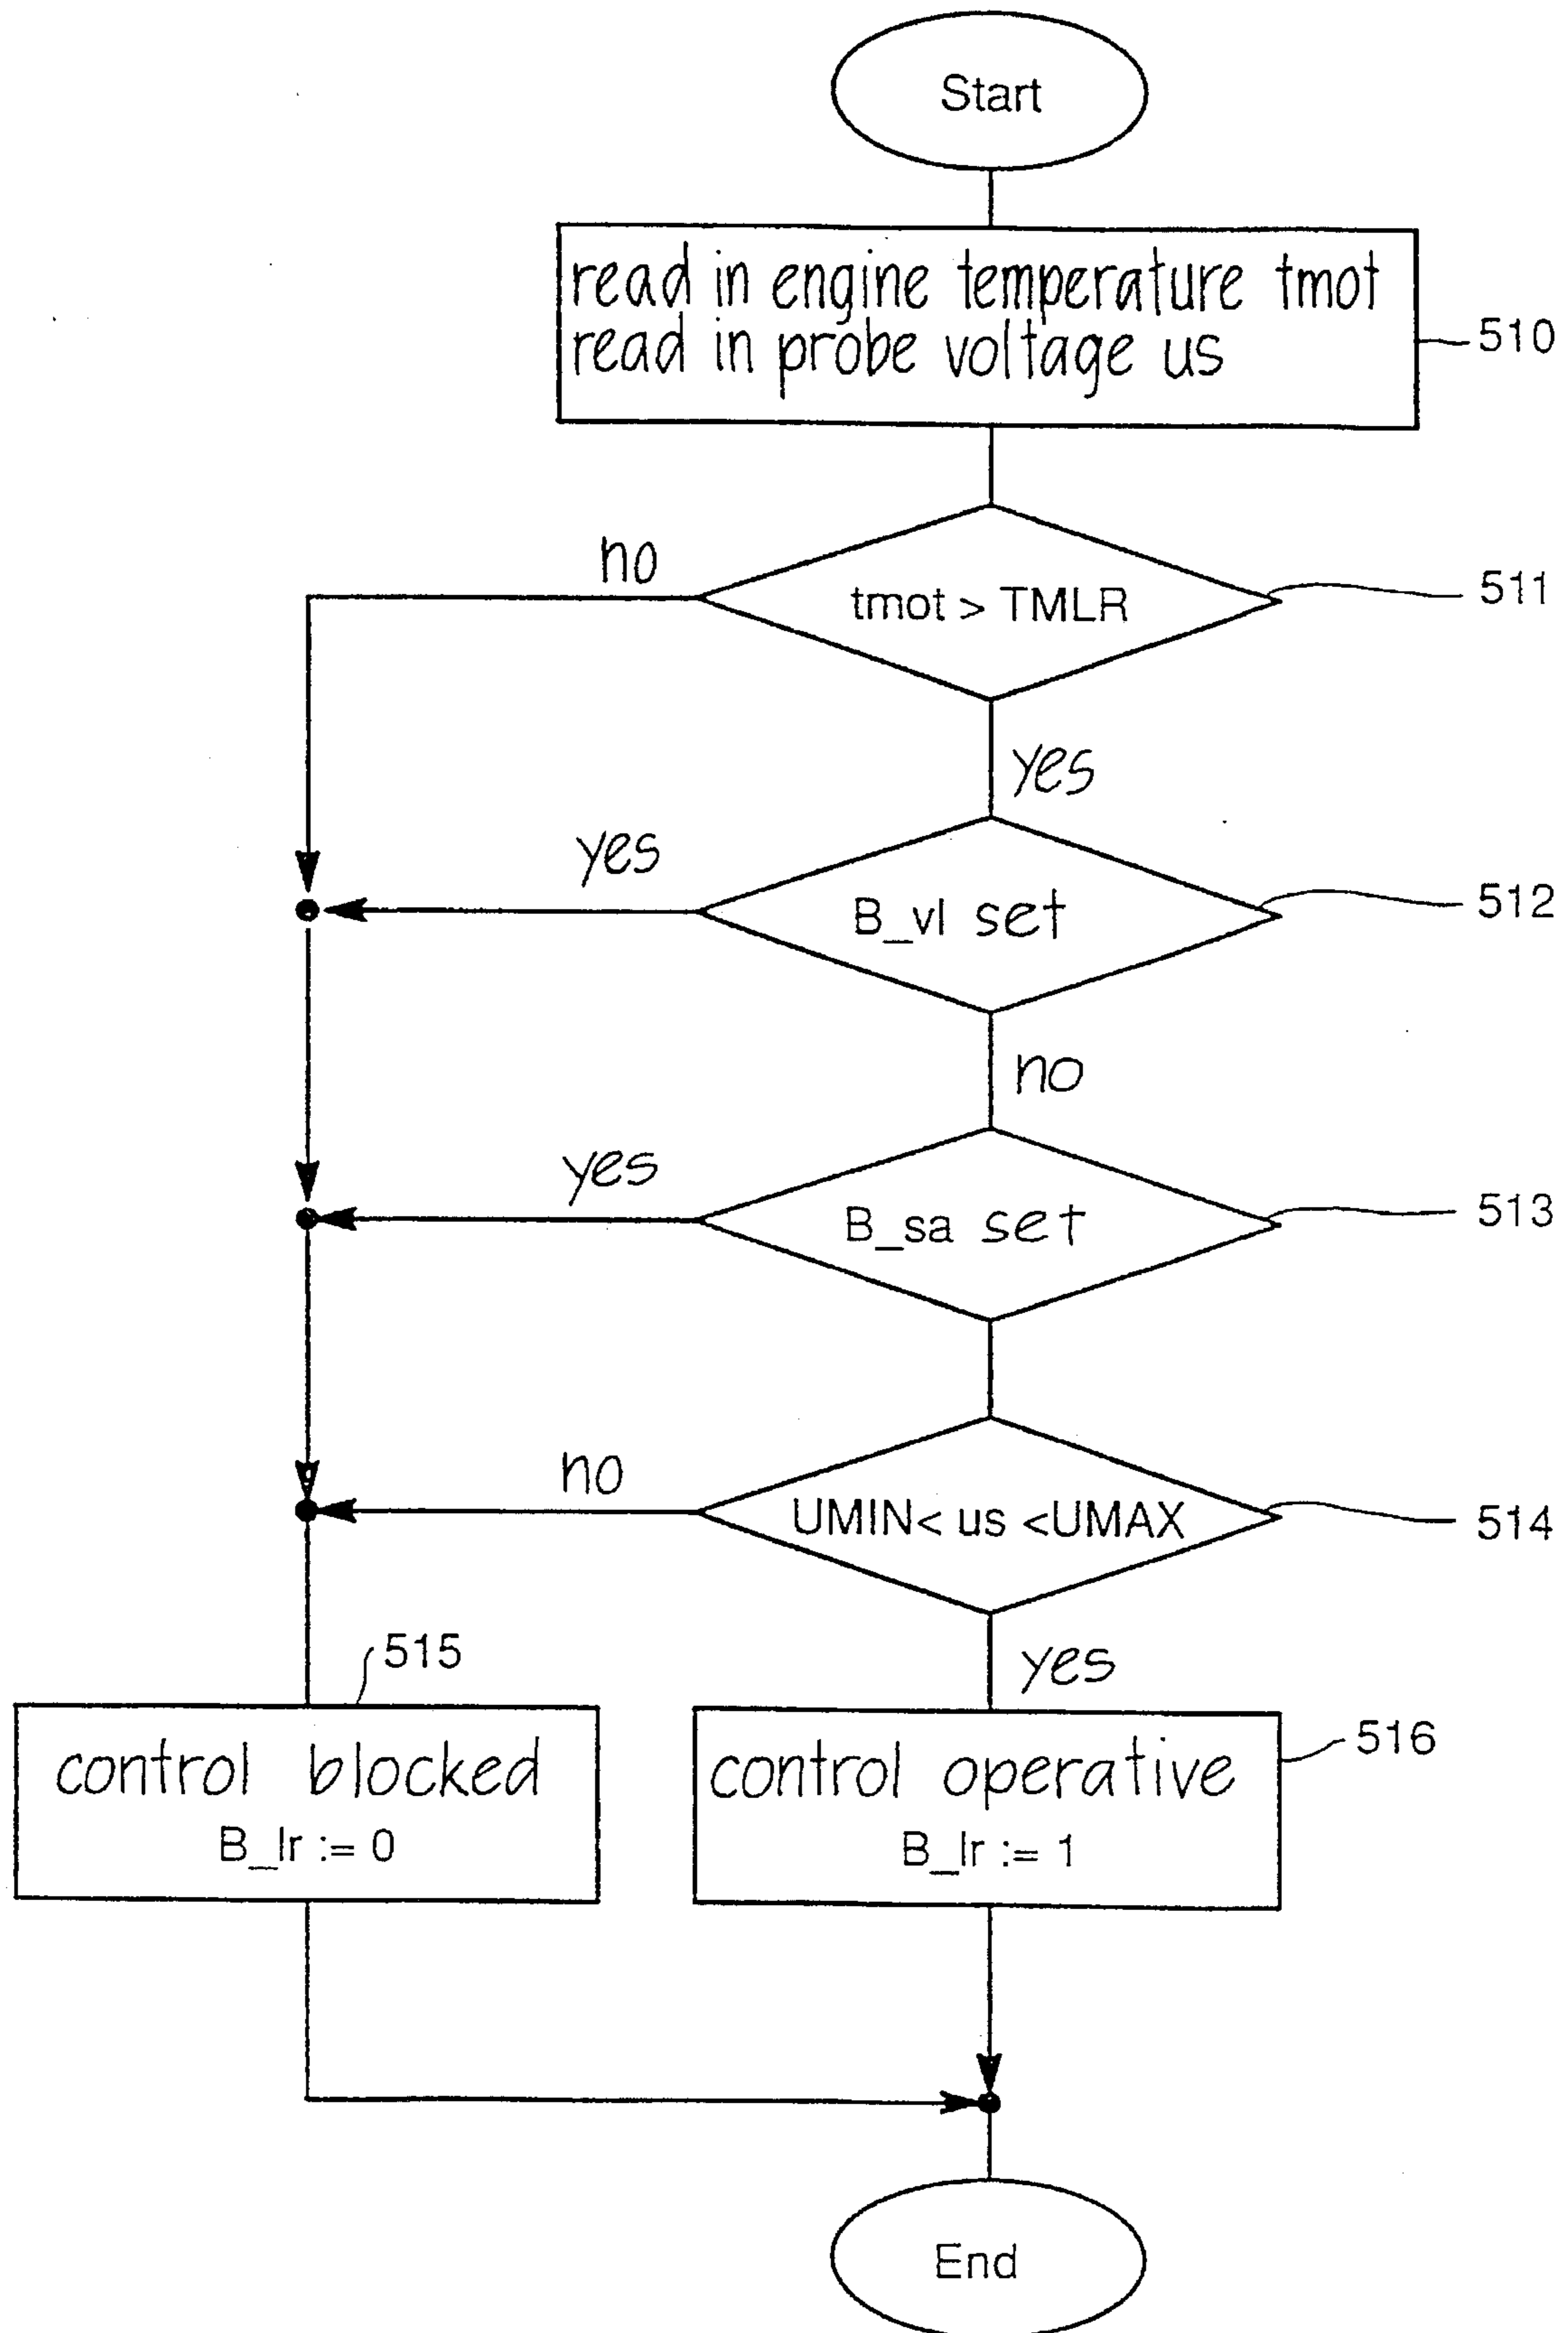 Start
read in engine temperature tmot
read in probe voltage us
510
no
tmot > TMLR
511
yes
yes
B_vl set
512
no
yes
B_sa set
513
no
UMIN< us <UMAX
514
yes
515
control blocked
B_lr := 0
control operative
B_lr := 1
516
End